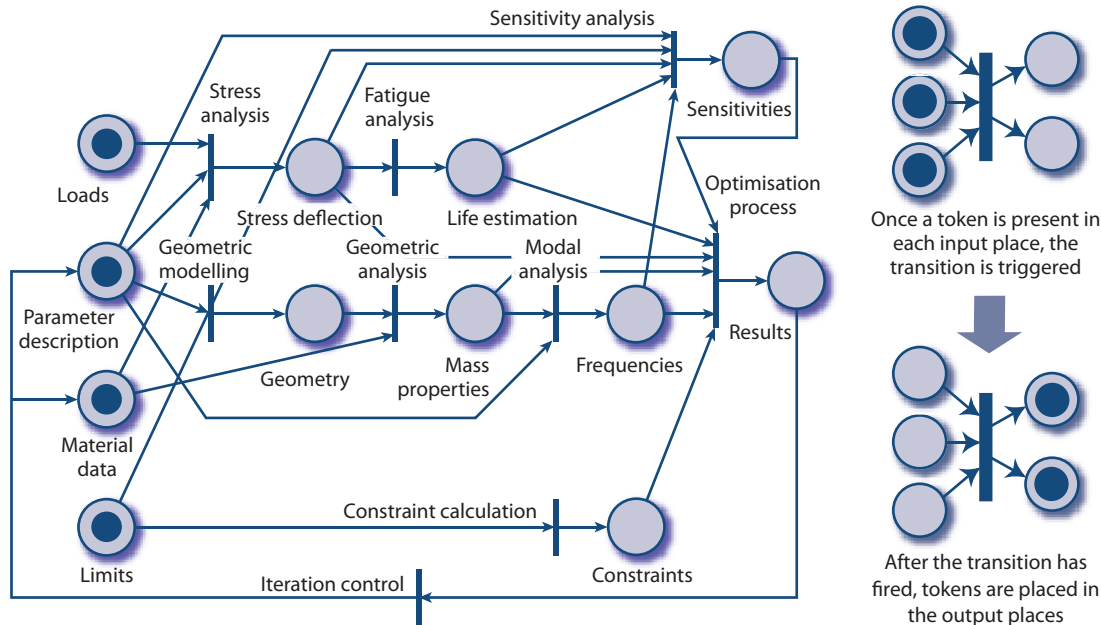 Sensitivity analysis
Stress
analysis
Fatigue
analysis
Sensitivities
Loads
Optimisation
process
Stress deflection
Life estimation
Geometric
modelling
Geometric
analysis
Modal
analysis
Parameter
description
Results
Geometry
Mass
properties
Frequencies
Material
data
Constraint calculation
Limits
Constraints
Iteration control
Once a token is present in
each input place, the
transition is triggered
After the transition has
fired, tokens are placed in
the output places